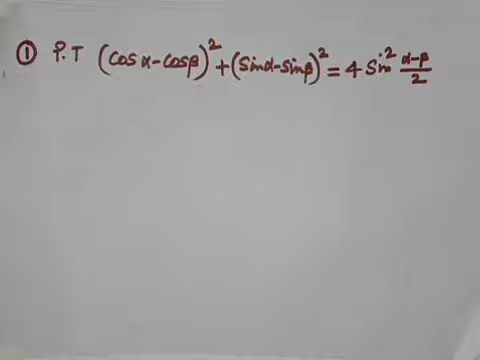 ① P.T (cos α - cosβ)² + (sinα - sinβ)² = 4 Sin² α-β/2